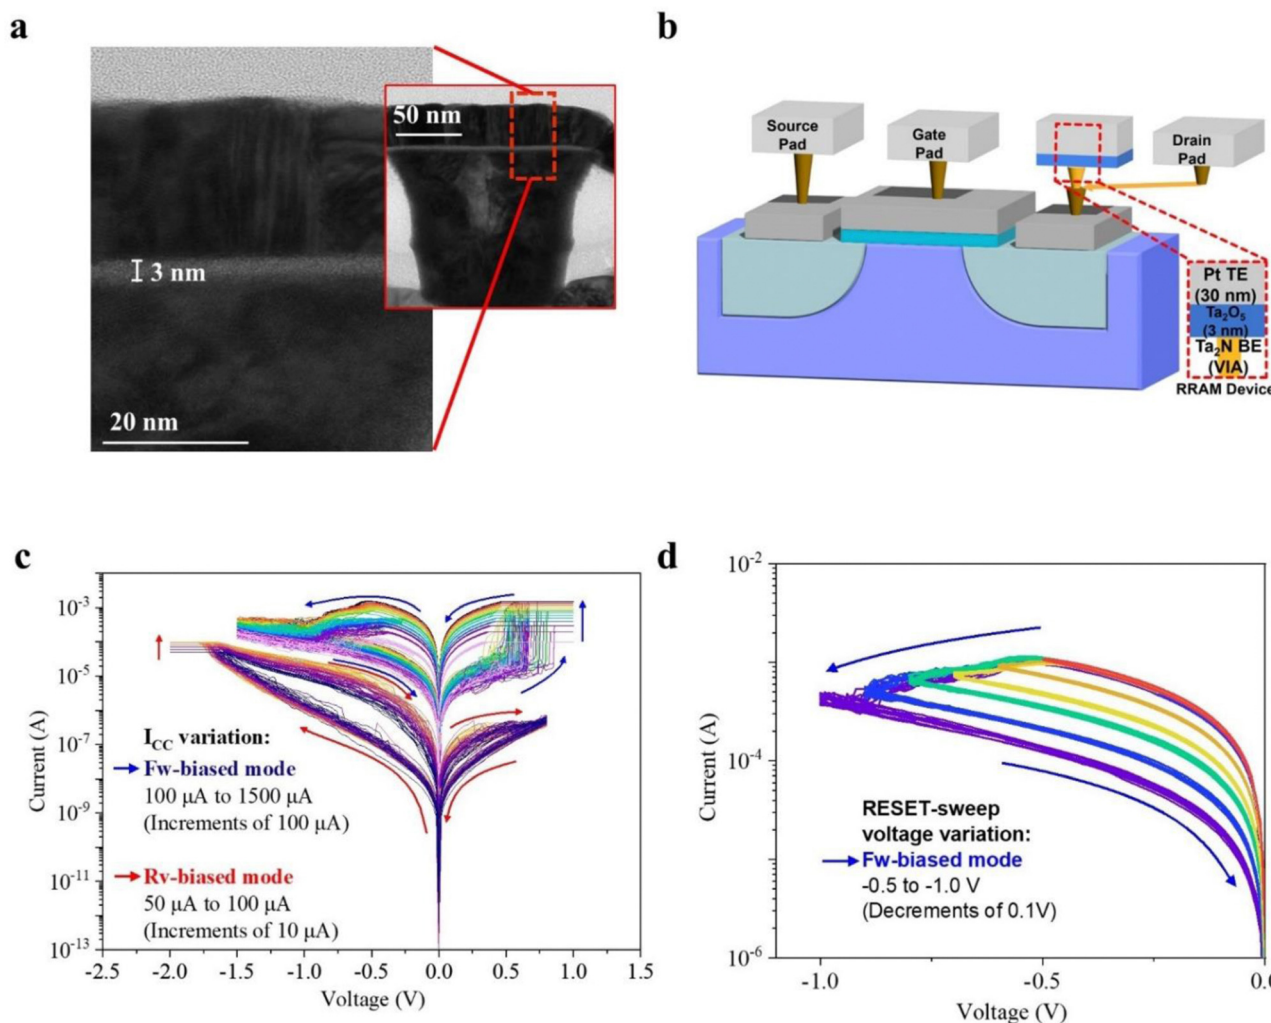 a
50 nm
3 nm
20 nm
b
Source
Pad
Gate
Pad
Drain
Pad
Pt TE
(30 nm)
Ta₂O₅
(3 nm)
Ta₂N BE
(VIA)
RRAM Device
c
10⁻³
10⁻⁵
10⁻⁷
10⁻⁹
10⁻¹¹
10⁻¹³
Current (A)
I_CC variation:
Fw-biased mode
100 μA to 1500 μA
(Increments of 100 μA)
Rv-biased mode
50 μA to 100 μA
(Increments of 10 μA)
-2.5 -2.0 -1.5 -1.0 -0.5 0.0 0.5 1.0 1.5
Voltage (V)
d
10⁻²
10⁻⁴
10⁻⁶
Current (A)
RESET-sweep
voltage variation:
Fw-biased mode
-0.5 to -1.0 V
(Decrements of 0.1V)
-1.0 -0.5 0.0
Voltage (V)